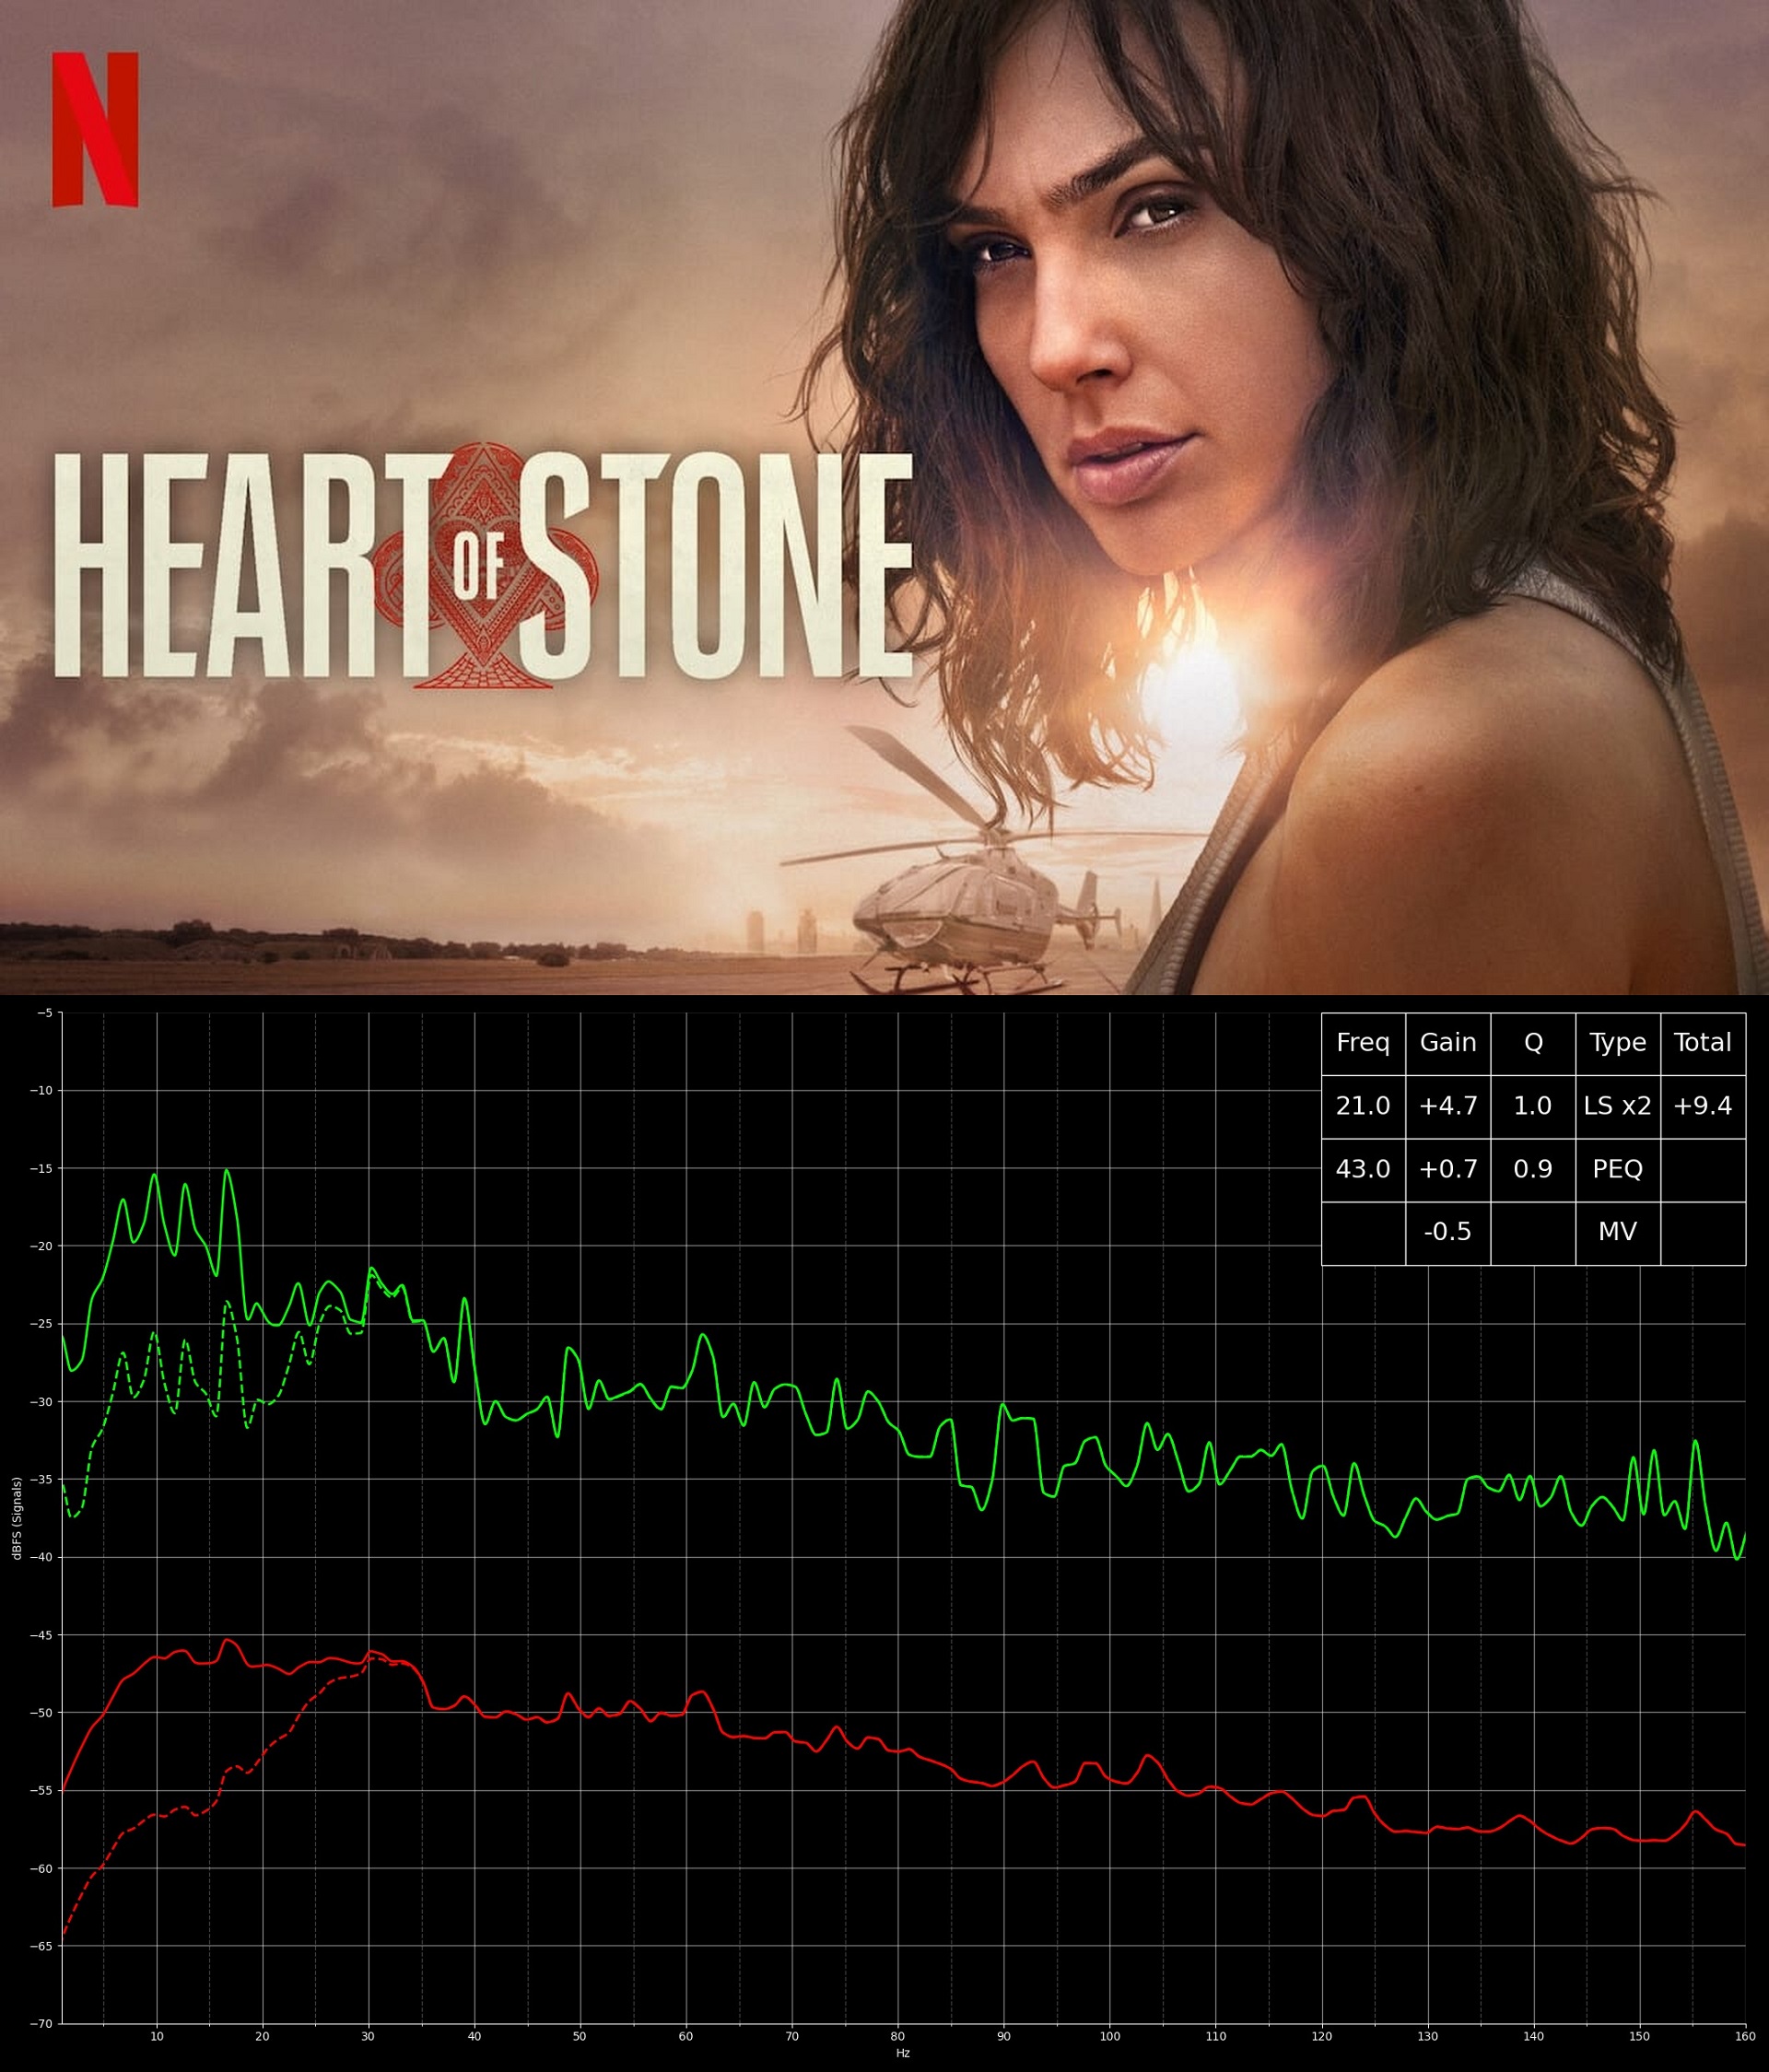 N
HEART OF STONE
Freq Gain Q Type Total
21.0 +4.7 1.0 LS x2 +9.4
43.0 +0.7 0.9 PEQ
-0.5 MV
−5
−10
−15
−20
−25
−30
−35
−40
−45
−50
−55
−60
−65
−70
dBFS (Signals)
10 20 30 40 50 60 70 80 90 100 110 120 130 140 150 160
Hz